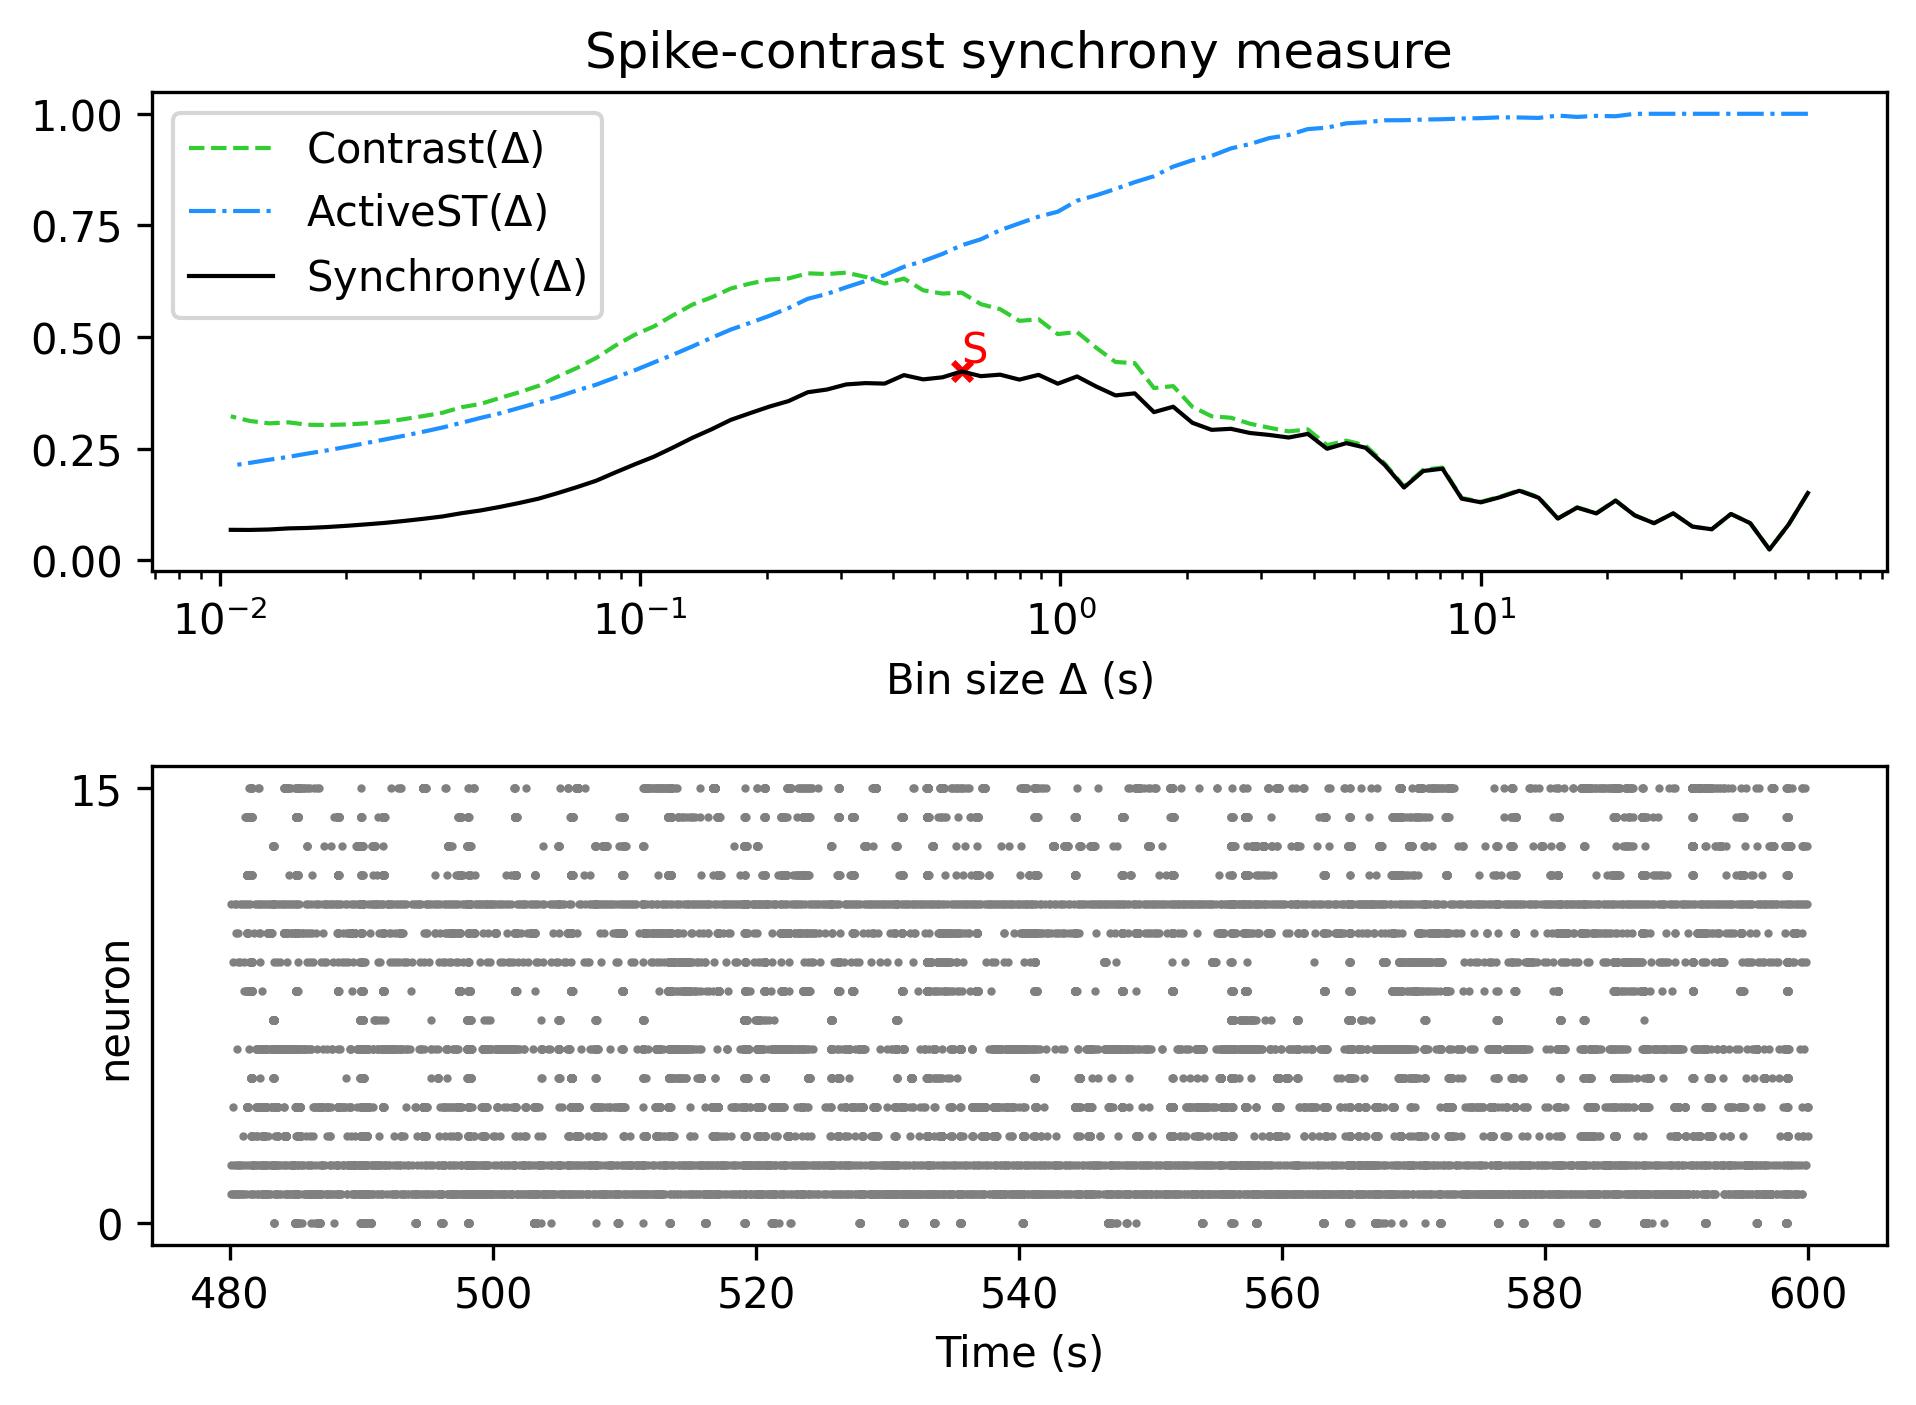 Spike-contrast synchrony measure
1.00
0.75
0.50
0.25
0.00
Contrast(Δ)
ActiveST(Δ)
Synchrony(Δ)
S
10⁻² 10⁻¹ 10⁰ 10¹
Bin size Δ (s)
15
0
neuron
480 500 520 540 560 580 600
Time (s)